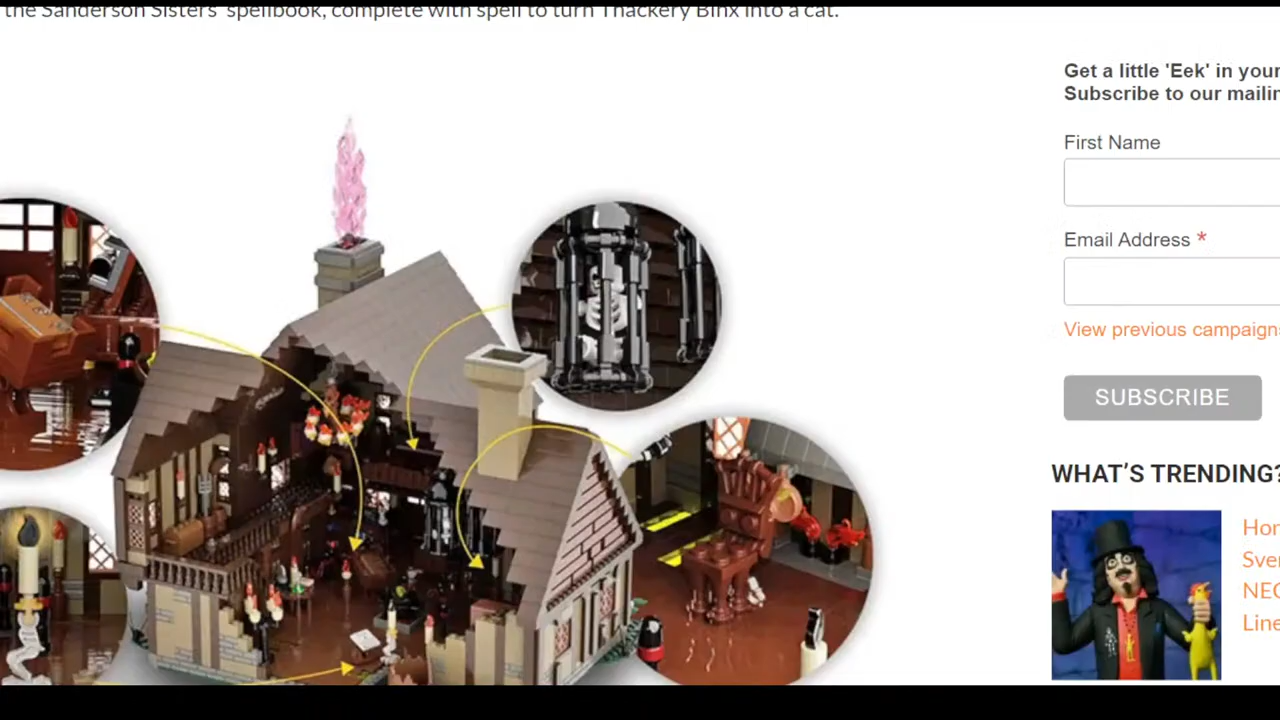 the Sanderson Sisters' spellbook, complete with spell to turn Thackery Binx into a cat.
Get a little 'Eek' in your
Subscribe to our mailin
First Name
Email Address *
View previous campaigns
SUBSCRIBE
WHAT'S TRENDING?
Hor
Sven
NEC
Line